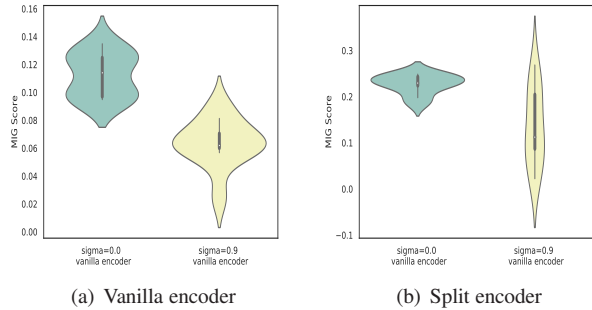 0.16
0.14
0.12
0.10
0.08
0.06
0.04
0.02
0.00
MIG Score
sigma=0.0
vanilla encoder
sigma=0.9
vanilla encoder
(a) Vanilla encoder
0.3
0.2
0.1
0.0
−0.1
MIG Score
sigma=0.0
vanilla encoder
sigma=0.9
vanilla encoder
(b) Split encoder